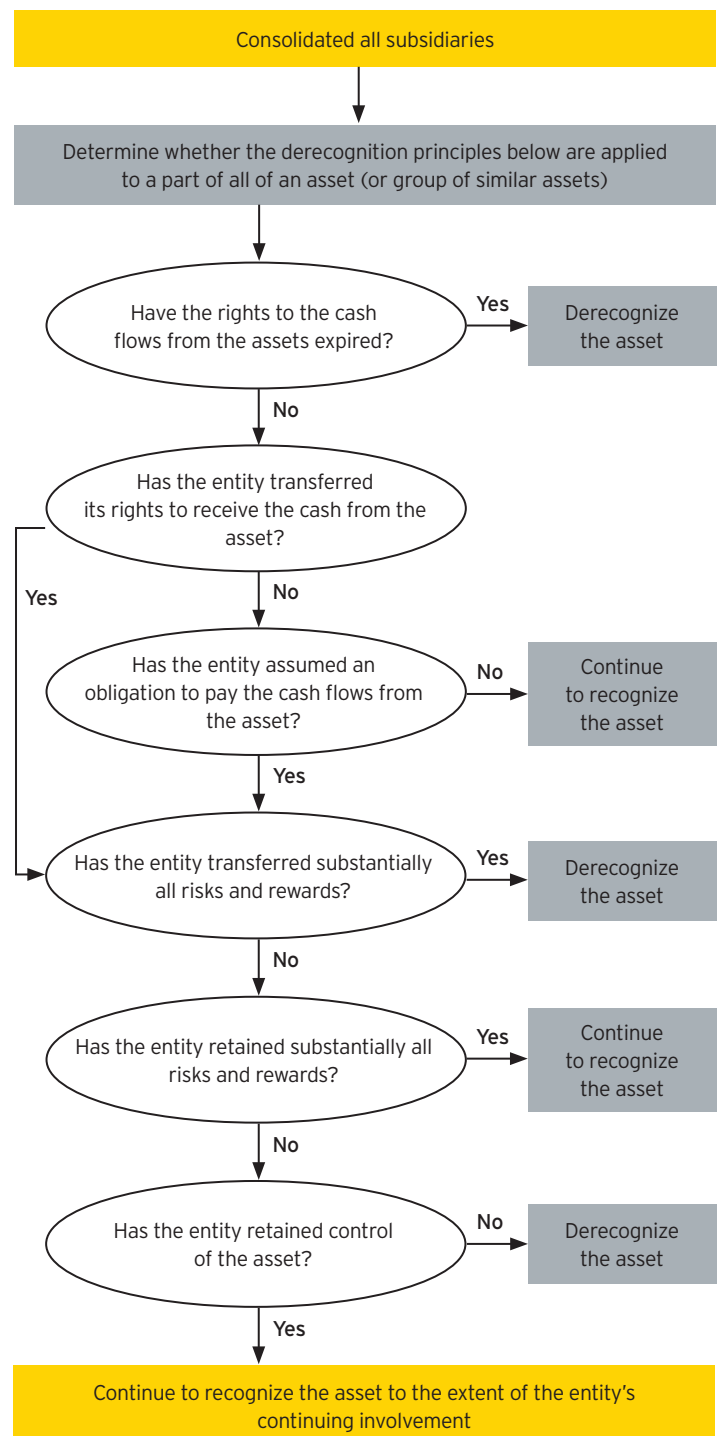 Consolidated all subsidiaries
Determine whether the derecognition principles below are applied
to a part of all of an asset (or group of similar assets)
Have the rights to the cash
flows from the assets expired?
Yes
Derecognize
the asset
No
Has the entity transferred
its rights to receive the cash from the
asset?
Yes
No
Has the entity assumed an
obligation to pay the cash flows from
the asset?
No
Continue
to recognize
the asset
Yes
Has the entity transferred substantially
all risks and rewards?
Yes
Derecognize
the asset
No
Has the entity retained substantially all
risks and rewards?
Yes
Continue
to recognize
the asset
No
Has the entity retained control
of the asset?
No
Derecognize
the asset
Yes
Continue to recognize the asset to the extent of the entity's
continuing involvement